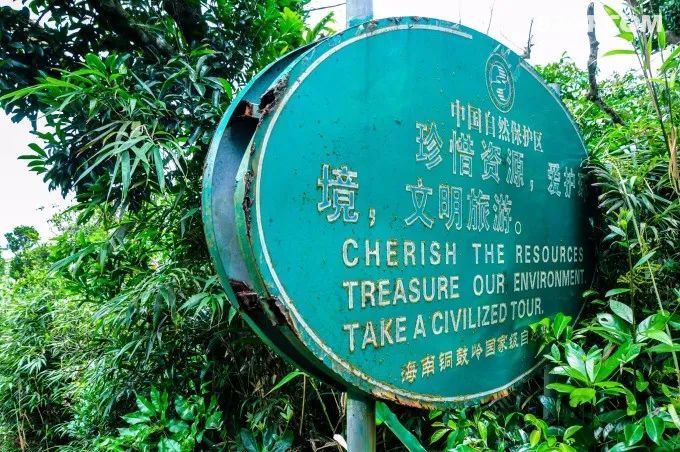 中国自然保护区
珍惜资源，爱护
境，文明旅游。
CHERISH THE RESOURCES
TREASURE OUR ENVIRONMENT.
TAKE A CIVILIZED TOUR.
海南铜鼓岭国家级自